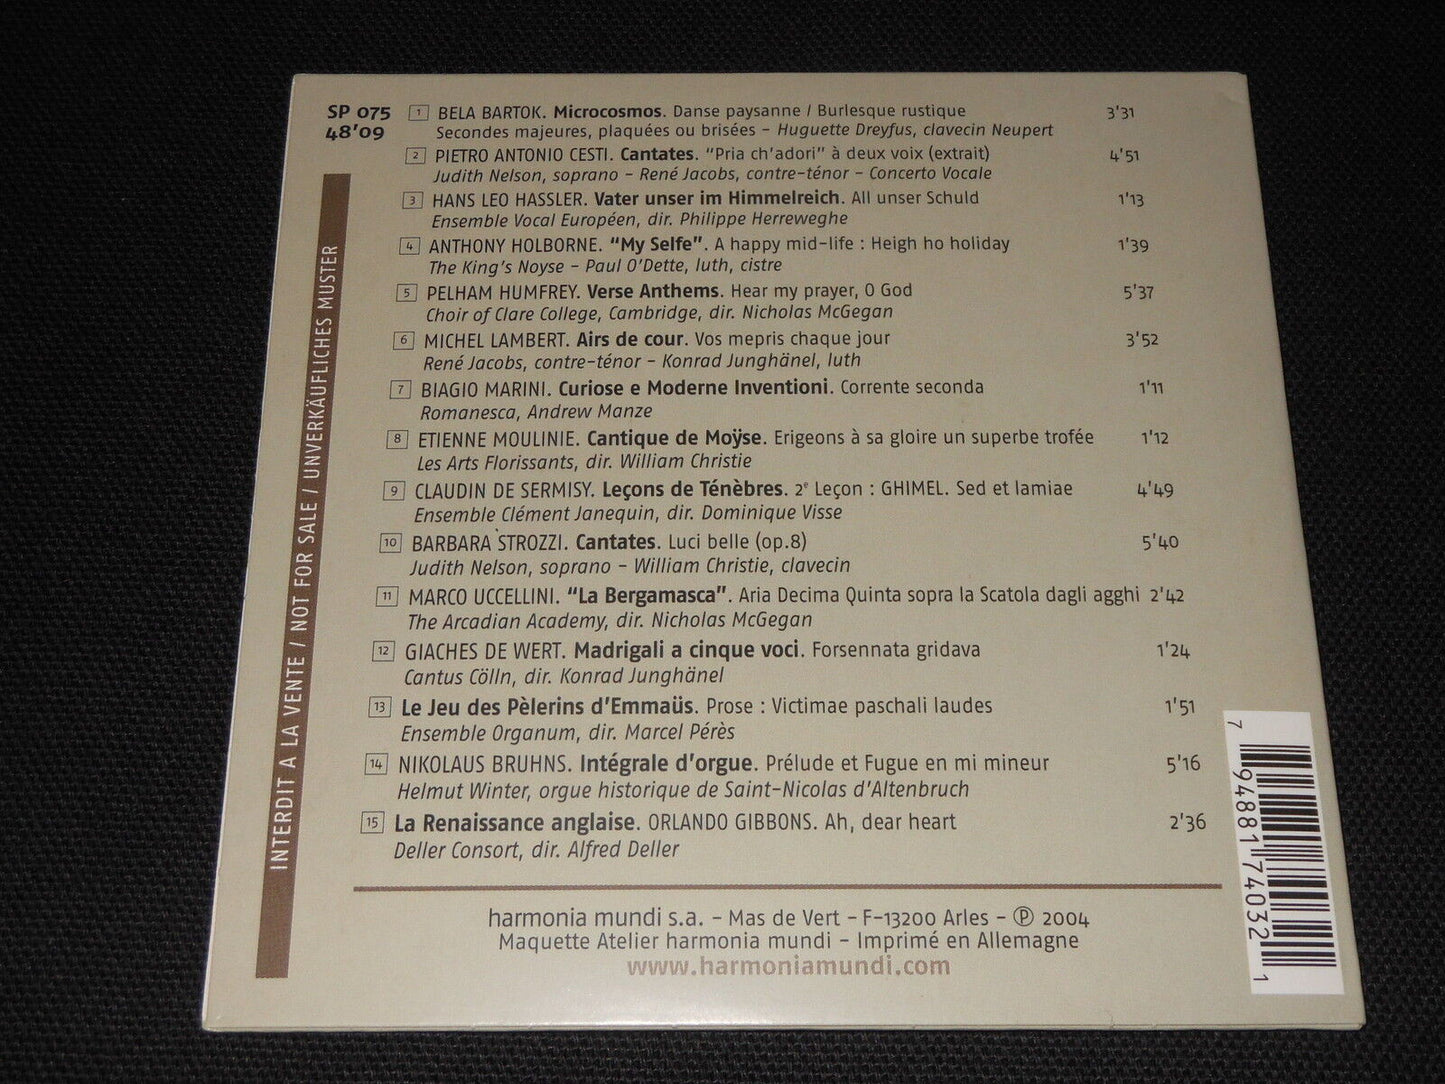 SP 075
48'09
1 BELA BARTOK. Microcosmos. Danse paysanne / Burlesque rustique 3'31
Secondes majeures, plaquées ou brisées – Huguette Dreyfus, clavecin Neupert
2 PIETRO ANTONIO CESTI. Cantates. "Pria ch'adori" à deux voix (extrait) 4'51
Judith Nelson, soprano – René Jacobs, contre-ténor – Concerto Vocale
3 HANS LEO HASSLER. Vater unser im Himmelreich. All unser Schuld 1'13
Ensemble Vocal Européen, dir. Philippe Herreweghe
4 ANTHONY HOLBORNE. "My Selfe". A happy mid-life : Heigh ho holiday 1'39
The King's Noyse – Paul O'Dette, luth, cistre
5 PELHAM HUMFREY. Verse Anthems. Hear my prayer, O God 5'37
Choir of Clare College, Cambridge, dir. Nicholas McGegan
6 MICHEL LAMBERT. Airs de cour. Vos mepris chaque jour 3'52
René Jacobs, contre-ténor – Konrad Junghänel, luth
7 BIAGIO MARINI. Curiose e Moderne Inventioni. Corrente seconda 1'11
Romanesca, Andrew Manze
8 ETIENNE MOULINIE. Cantique de Moÿse. Erigeons à sa gloire un superbe trofée 1'12
Les Arts Florissants, dir. William Christie
9 CLAUDIN DE SERMISY. Leçons de Ténèbres. 2e Leçon : GHIMEL. Sed et lamiae 4'49
Ensemble Clément Janequin, dir. Dominique Visse
10 BARBARA STROZZI. Cantates. Luci belle (op.8) 5'40
Judith Nelson, soprano – William Christie, clavecin
11 MARCO UCCELLINI. "La Bergamasca". Aria Decima Quinta sopra la Scatola dagli agghi 2'42
The Arcadian Academy, dir. Nicholas McGegan
12 GIACHES DE WERT. Madrigali a cinque voci. Forsennata gridava 1'24
Cantus Cölln, dir. Konrad Junghänel
13 Le Jeu des Pèlerins d'Emmaüs. Prose : Victimae paschali laudes 1'51
Ensemble Organum, dir. Marcel Pérès
14 NIKOLAUS BRUHNS. Intégrale d'orgue. Prélude et Fugue en mi mineur 5'16
Helmut Winter, orgue historique de Saint-Nicolas d'Altenbruch
15 La Renaissance anglaise. ORLANDO GIBBONS. Ah, dear heart 2'36
Deller Consort, dir. Alfred Deller
INTERDIT A LA VENTE / NOT FOR SALE / UNVERKÄUFLICHES MUSTER
harmonia mundi s.a. – Mas de Vert – F-13200 Arles – ℗ 2004
Maquette Atelier harmonia mundi – Imprimé en Allemagne
www.harmoniamundi.com
7 94881 74032 1